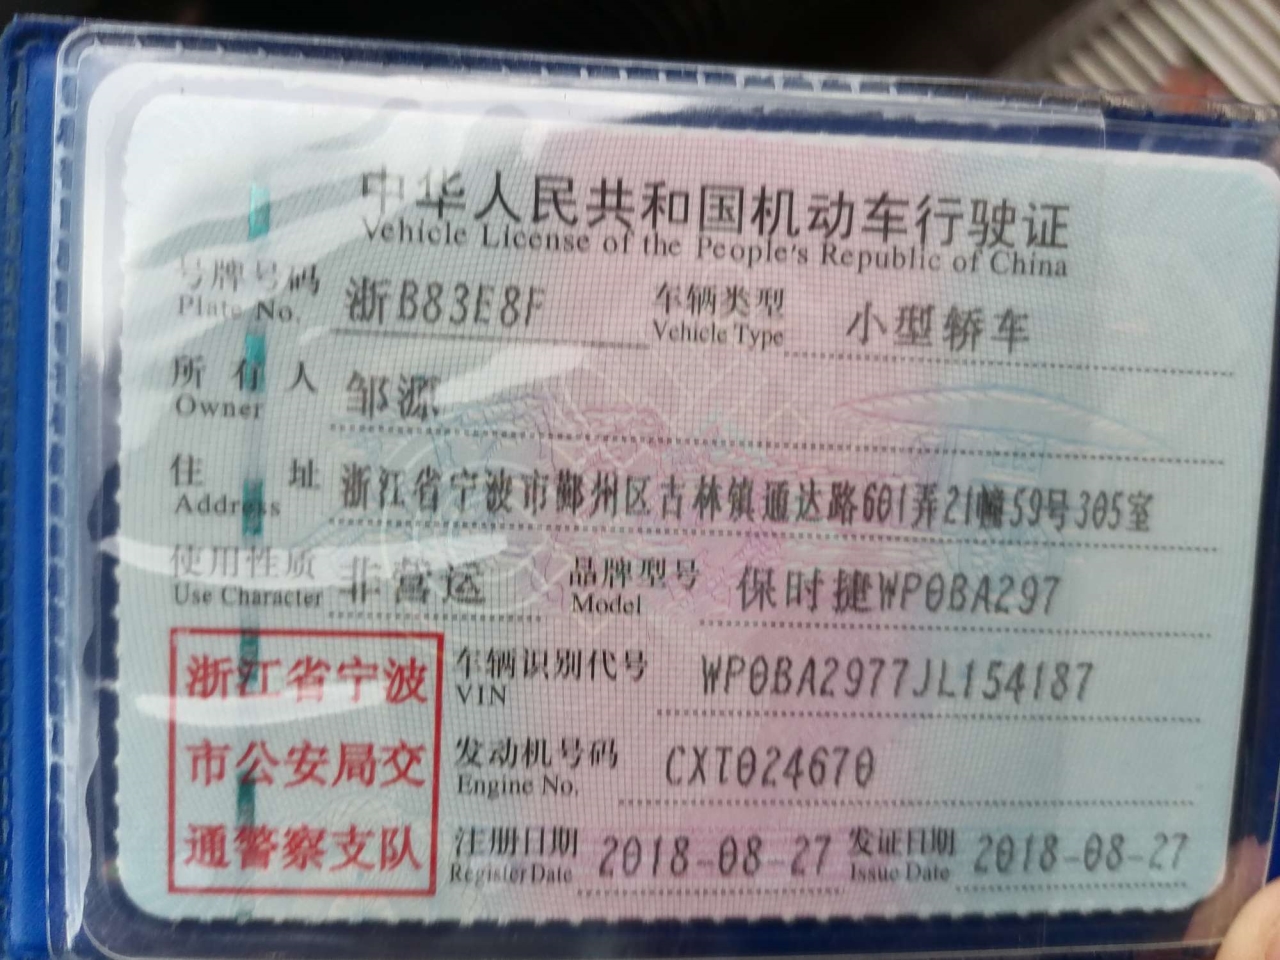 中华人民共和国机动车行驶证
Vehicle License of the People's Republic of China
号牌号码 浙B83E8F 车辆类型 小型轿车
Plate No. Vehicle Type
所有人 邹源
Owner
住址 浙江省宁波市鄞州区古林镇通达路601弄21幢59号305室
Address
使用性质 非营运 品牌型号 保时捷WP0BA297
Use Character Model
浙江省宁波
市公安局交
通警察支队
车辆识别代号 WP0BA2977JL154187
VIN
发动机号码 CXT024670
Engine No.
注册日期 2018-08-27 发证日期 2018-08-27
Register Date Issue Date